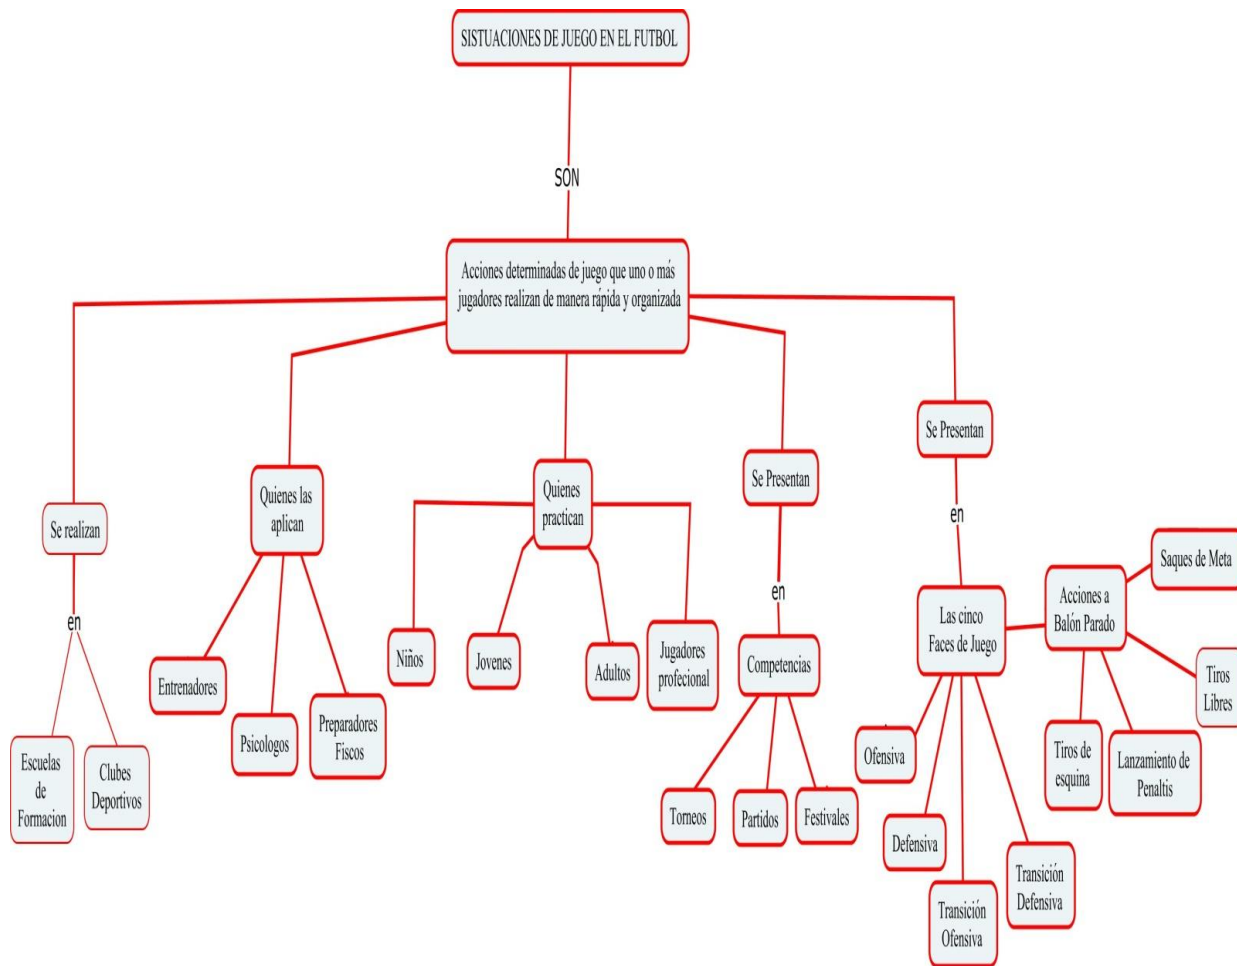 SISTUACIONES DE JUEGO EN EL FUTBOL
SON
Acciones determinadas de juego que uno o más
jugadores realizan de manera rápida y organizada
Se realizan
en
Escuelas
de
Formacion
Clubes
Deportivos
Quienes las
aplican
Entrenadores
Psicologos
Preparadores
Fiscos
Quienes
practican
Niños
Jovenes
Adultos
Jugadores
profecional
Se Presentan
en
Competencias
Torneos
Partidos
Festivales
Se Presentan
en
Las cinco
Faces de Juego
Ofensiva
Defensiva
Transición
Ofensiva
Transición
Defensiva
Acciones a
Balón Parado
Saques de Meta
Tiros
Libres
Tiros de
esquina
Lanzamiento de
Penaltis